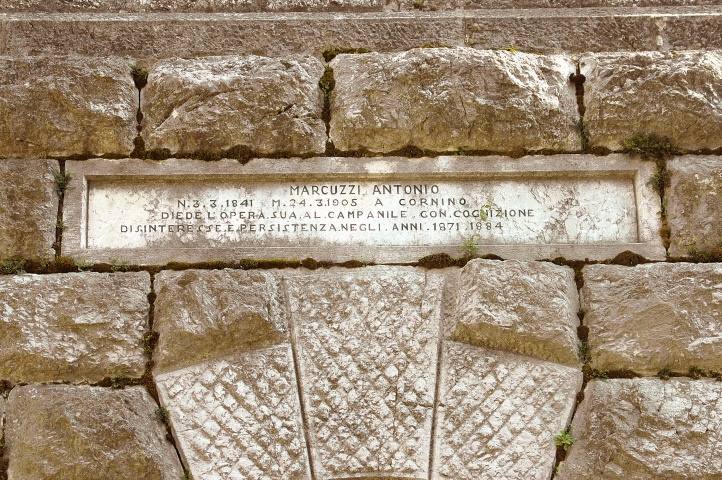 MARCUZZI ANTONIO
N.3.3.1841 M.24.3.1905 A CORNINO
DIEDE.L'OPERA.SUA.AL.CAMPANILE.CON.COGNIZIONE
DISINTERESSE.E.PERSISTENZA.NEGLI.ANNI.1871.1884